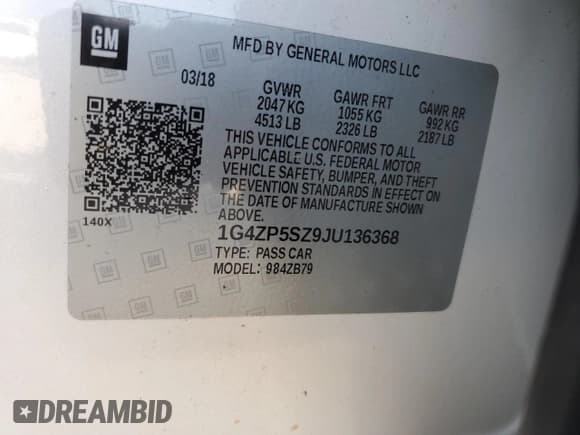 GM
MFD BY GENERAL MOTORS LLC
03/18
GVWR GAWR FRT GAWR RR
2047 KG 1055 KG 992 KG
4513 LB 2326 LB 2187 LB
THIS VEHICLE CONFORMS TO ALL
APPLICABLE U.S. FEDERAL MOTOR
VEHICLE SAFETY, BUMPER, AND THEFT
PREVENTION STANDARDS IN EFFECT ON
THE DATE OF MANUFACTURE SHOWN
ABOVE.
140X
1G4ZP5SZ9JU136368
TYPE: PASS CAR
MODEL: 984ZB79
DREAMBID